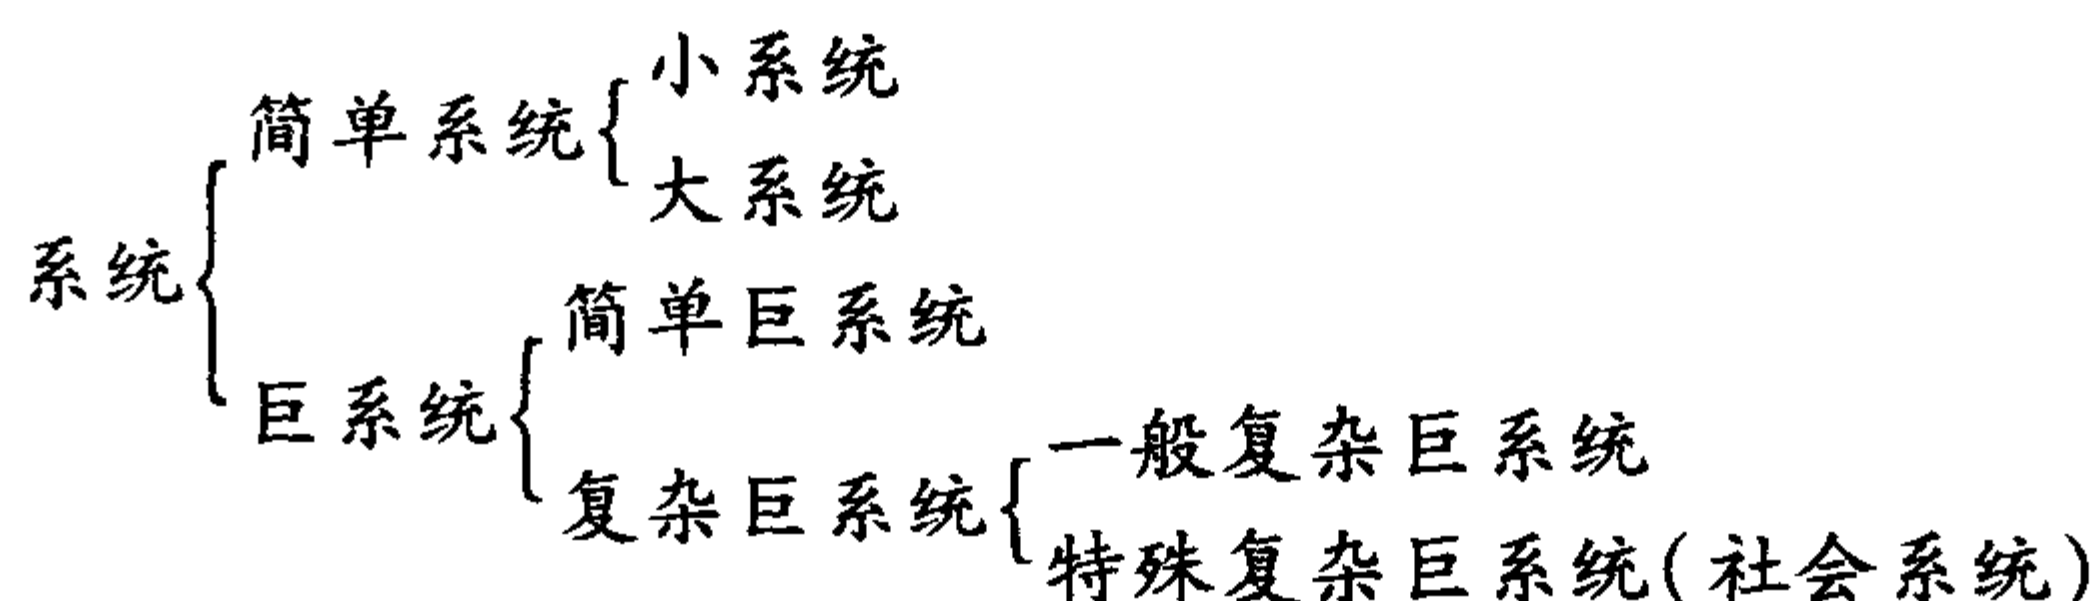 小系统
简单系统
大系统
系统
简单巨系统
巨系统
一般复杂巨系统
复杂巨系统
特殊复杂巨系统(社会系统)